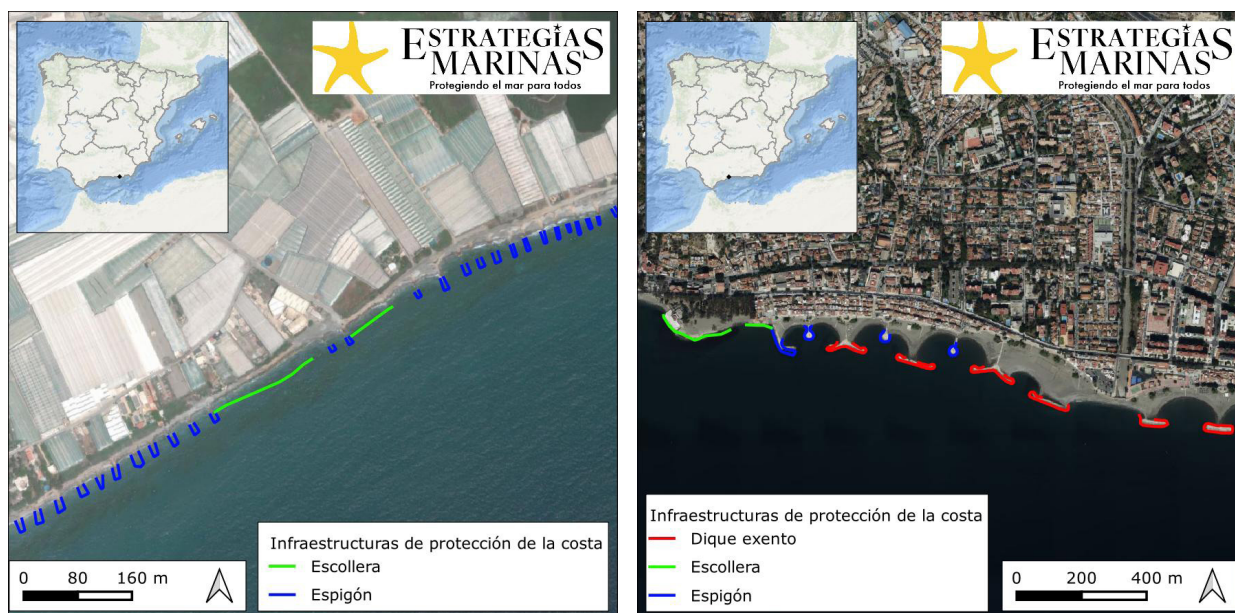 ESTRATEGIAS
MARINAS
Protegiendo el mar para todos
Infraestructuras de protección de la costa
Escollera
Espigón
0 80 160 m
ESTRATEGIAS
MARINAS
Protegiendo el mar para todos
Infraestructuras de protección de la costa
Dique exento
Escollera
Espigón
0 200 400 m